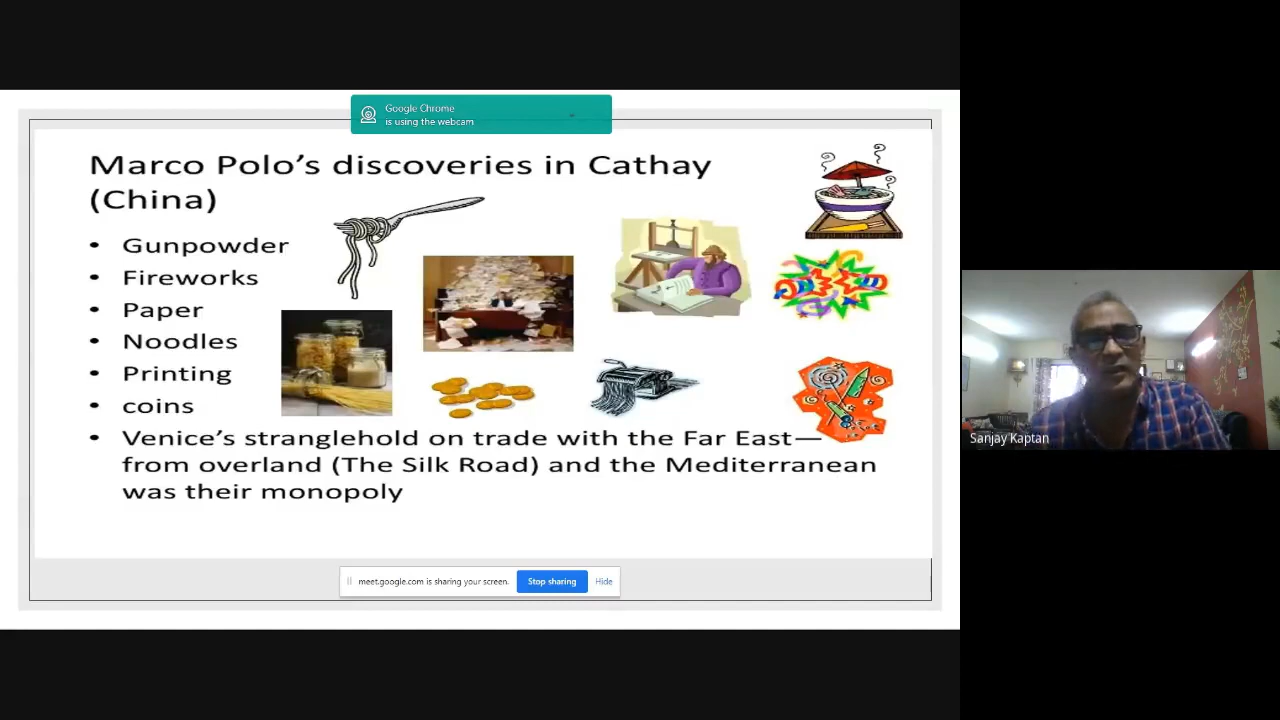 Google Chrome
is using the webcam
Marco Polo’s discoveries in Cathay
(China)
• Gunpowder
• Fireworks
• Paper
• Noodles
• Printing
• coins
• Venice’s stranglehold on trade with the Far East—
from overland (The Silk Road) and the Mediterranean
was their monopoly
meet.google.com is sharing your screen.
Stop sharing
Hide
Sanjay Kaptan